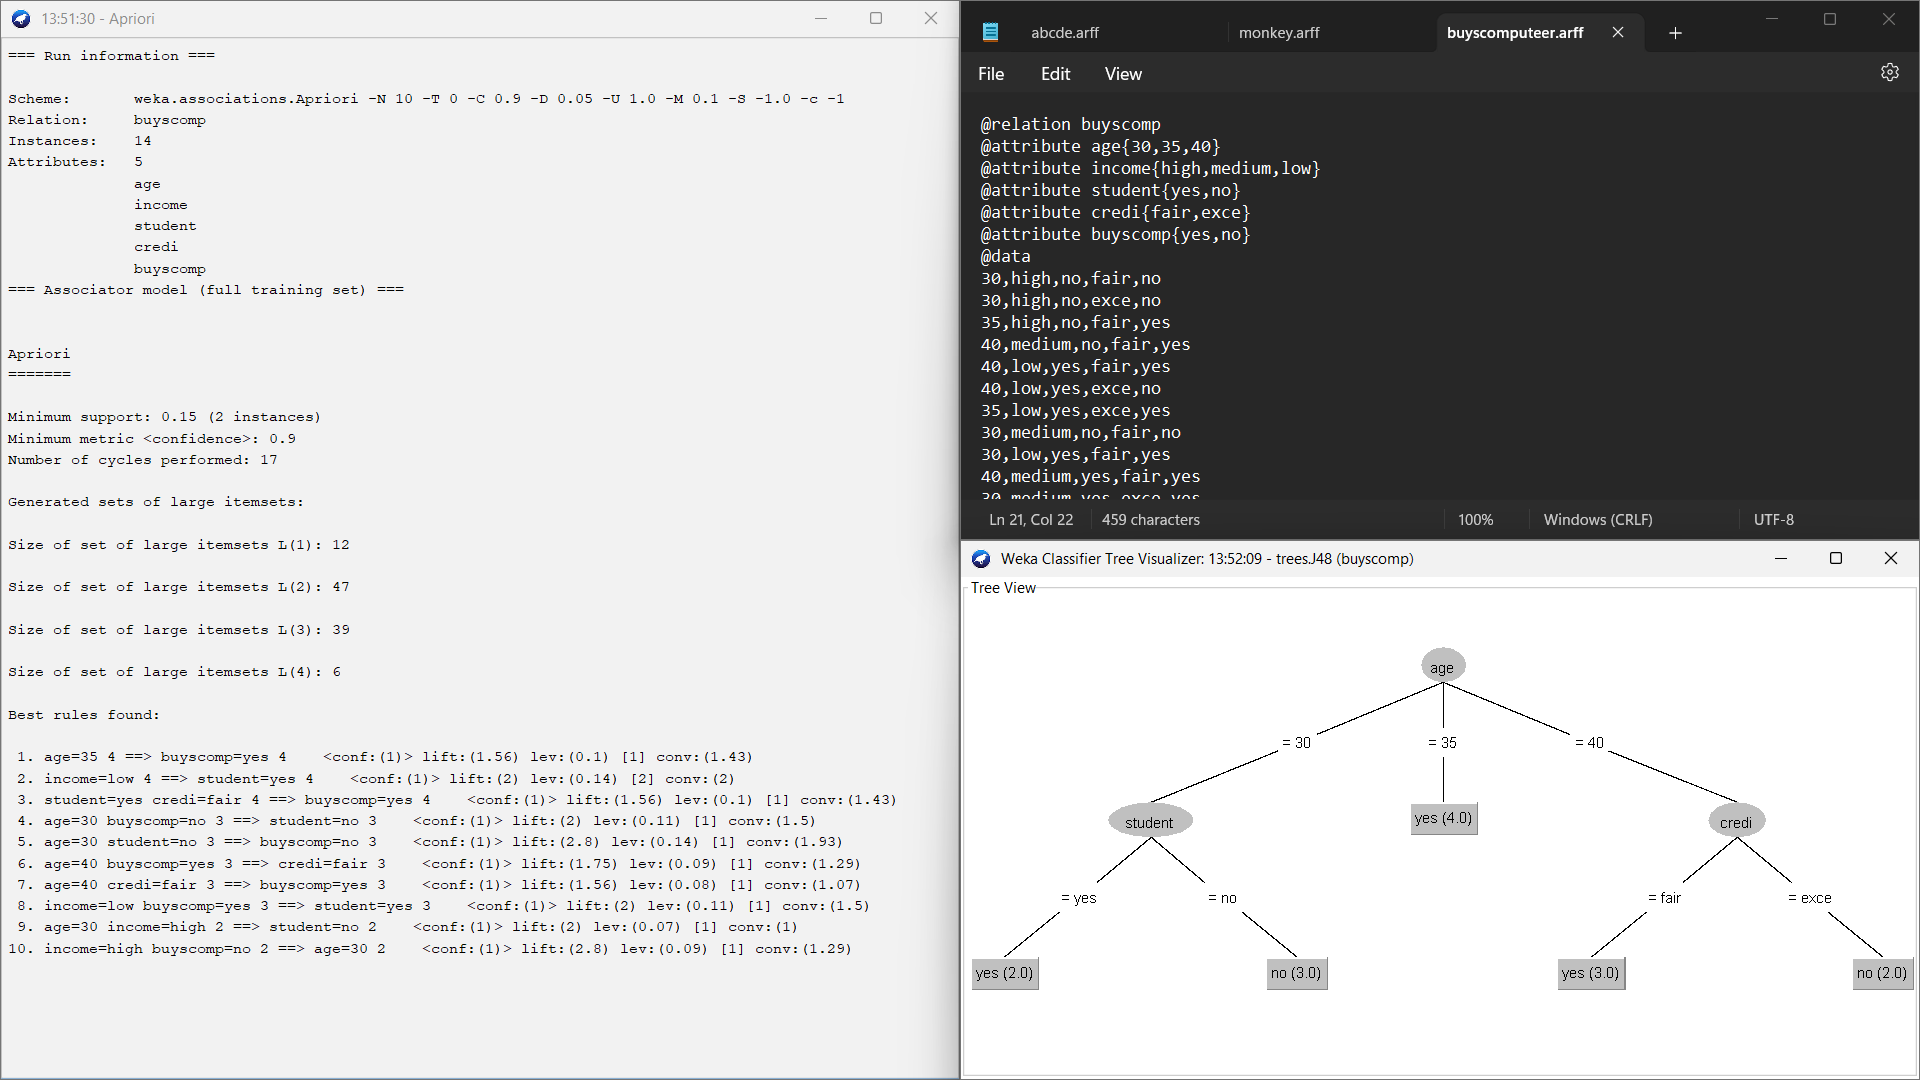 13:51:30 - Apriori
=== Run information ===
Scheme: weka.associations.Apriori -N 10 -T 0 -C 0.9 -D 0.05 -U 1.0 -M 0.1 -S -1.0 -c -1
Relation: buyscomp
Instances: 14
Attributes: 5
age
income
student
credi
buyscomp
=== Associator model (full training set) ===
Apriori
=======
Minimum support: 0.15 (2 instances)
Minimum metric <confidence>: 0.9
Number of cycles performed: 17
Generated sets of large itemsets:
Size of set of large itemsets L(1): 12
Size of set of large itemsets L(2): 47
Size of set of large itemsets L(3): 39
Size of set of large itemsets L(4): 6
Best rules found:
1. age=35 4 ==> buyscomp=yes 4 <conf:(1)> lift:(1.56) lev:(0.1) [1] conv:(1.43)
2. income=low 4 ==> student=yes 4 <conf:(1)> lift:(2) lev:(0.14) [2] conv:(2)
3. student=yes credi=fair 4 ==> buyscomp=yes 4 <conf:(1)> lift:(1.56) lev:(0.1) [1] conv:(1.43)
4. age=30 buyscomp=no 3 ==> student=no 3 <conf:(1)> lift:(2) lev:(0.11) [1] conv:(1.5)
5. age=30 student=no 3 ==> buyscomp=no 3 <conf:(1)> lift:(2.8) lev:(0.14) [1] conv:(1.93)
6. age=40 buyscomp=yes 3 ==> credi=fair 3 <conf:(1)> lift:(1.75) lev:(0.09) [1] conv:(1.29)
7. age=40 credi=fair 3 ==> buyscomp=yes 3 <conf:(1)> lift:(1.56) lev:(0.08) [1] conv:(1.07)
8. income=low buyscomp=yes 3 ==> student=yes 3 <conf:(1)> lift:(2) lev:(0.11) [1] conv:(1.5)
9. age=30 income=high 2 ==> student=no 2 <conf:(1)> lift:(2) lev:(0.07) [1] conv:(1)
10. income=high buyscomp=no 2 ==> age=30 2 <conf:(1)> lift:(2.8) lev:(0.09) [1] conv:(1.29)
abcde.arff monkey.arff buyscomputeer.arff
File Edit View
@relation buyscomp
@attribute age{30,35,40}
@attribute income{high,medium,low}
@attribute student{yes,no}
@attribute credi{fair,exce}
@attribute buyscomp{yes,no}
@data
30,high,no,fair,no
30,high,no,exce,no
35,high,no,fair,yes
40,medium,no,fair,yes
40,low,yes,fair,yes
40,low,yes,exce,no
35,low,yes,exce,yes
30,medium,no,fair,no
30,low,yes,fair,yes
40,medium,yes,fair,yes
30,medium,yes,exce,yes
Ln 21, Col 22 459 characters 100% Windows (CRLF) UTF-8
Weka Classifier Tree Visualizer: 13:52:09 - trees.J48 (buyscomp)
Tree View
age
= 30 = 35 = 40
student yes (4.0) credi
= yes = no = fair = exce
yes (2.0) no (3.0) yes (3.0) no (2.0)